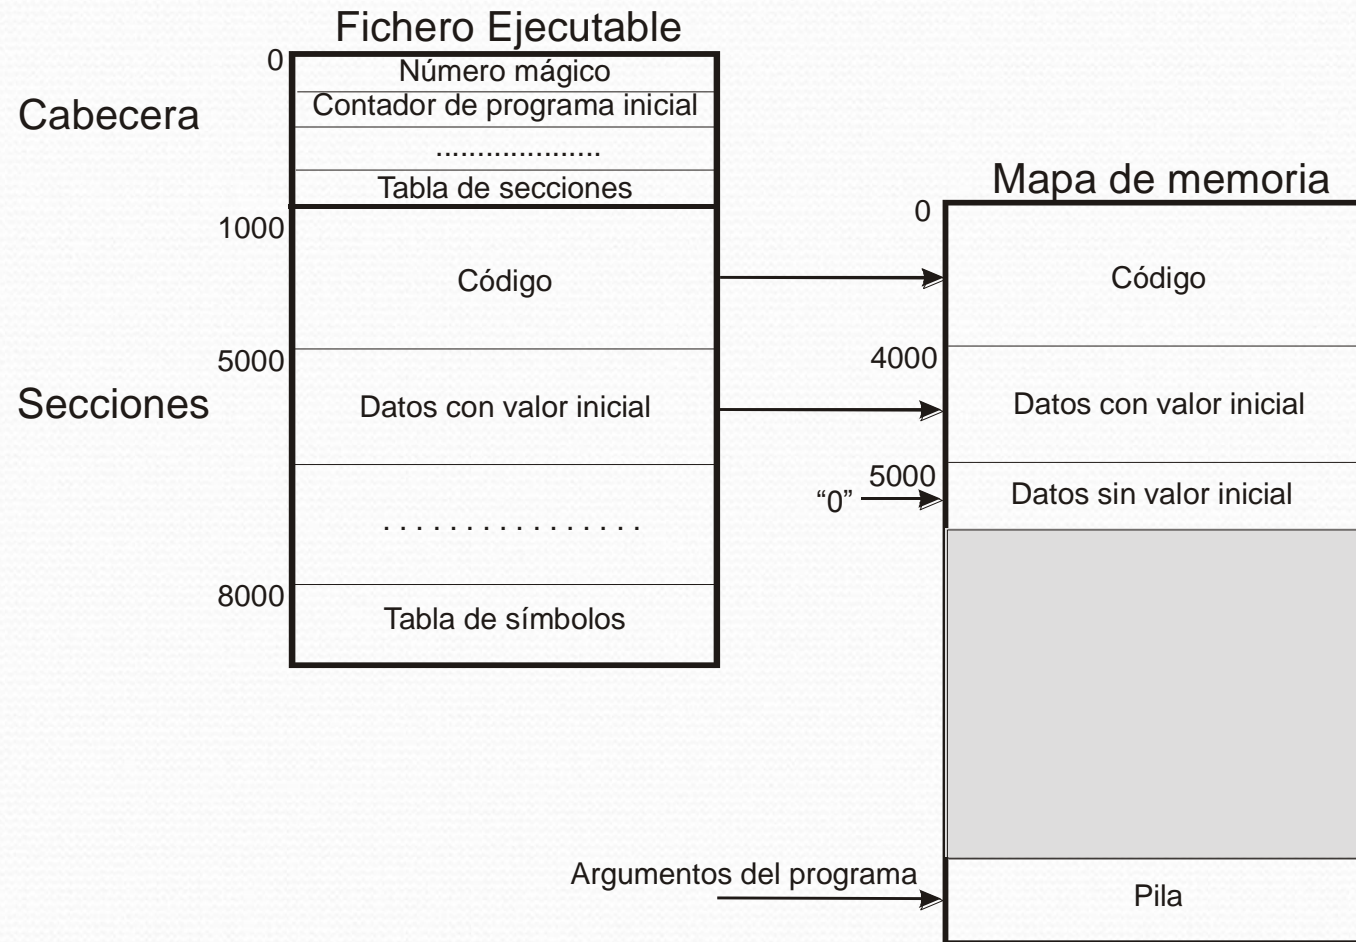 Fichero Ejecutable
0
Número mágico
Cabecera
Contador de programa inicial
....................
Tabla de secciones
1000
Código
5000
Secciones
Datos con valor inicial
. . . . . . . . . . . . . . . .
8000
Tabla de símbolos
Mapa de memoria
0
Código
4000
Datos con valor inicial
5000
“0”
Datos sin valor inicial
Argumentos del programa
Pila